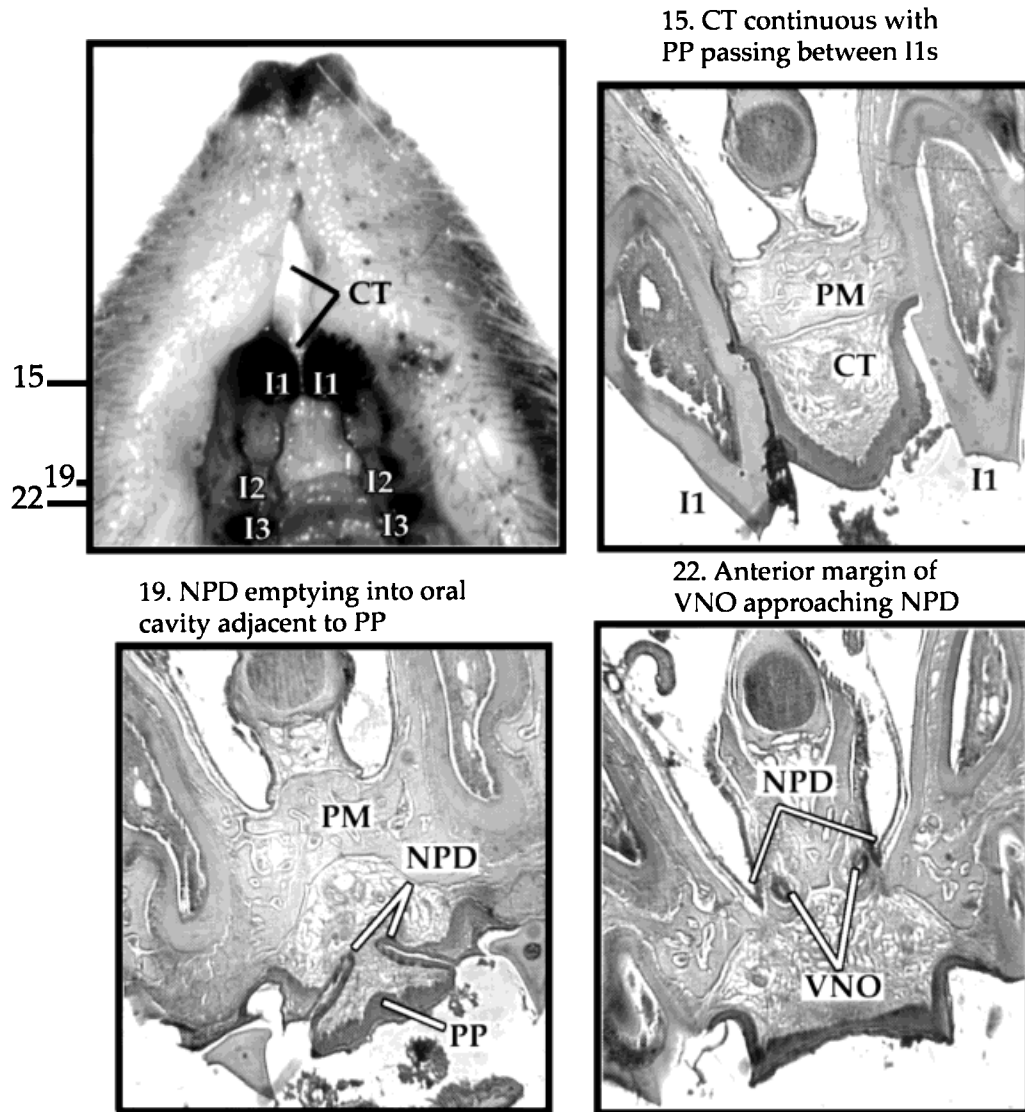 15. CT continuous with
PP passing between I1s
CT
15
I1 I1
19
I2 I2
22
I3 I3
PM
CT
I1 I1
19. NPD emptying into oral
cavity adjacent to PP
PM
NPD
PP
22. Anterior margin of
VNO approaching NPD
NPD
VNO